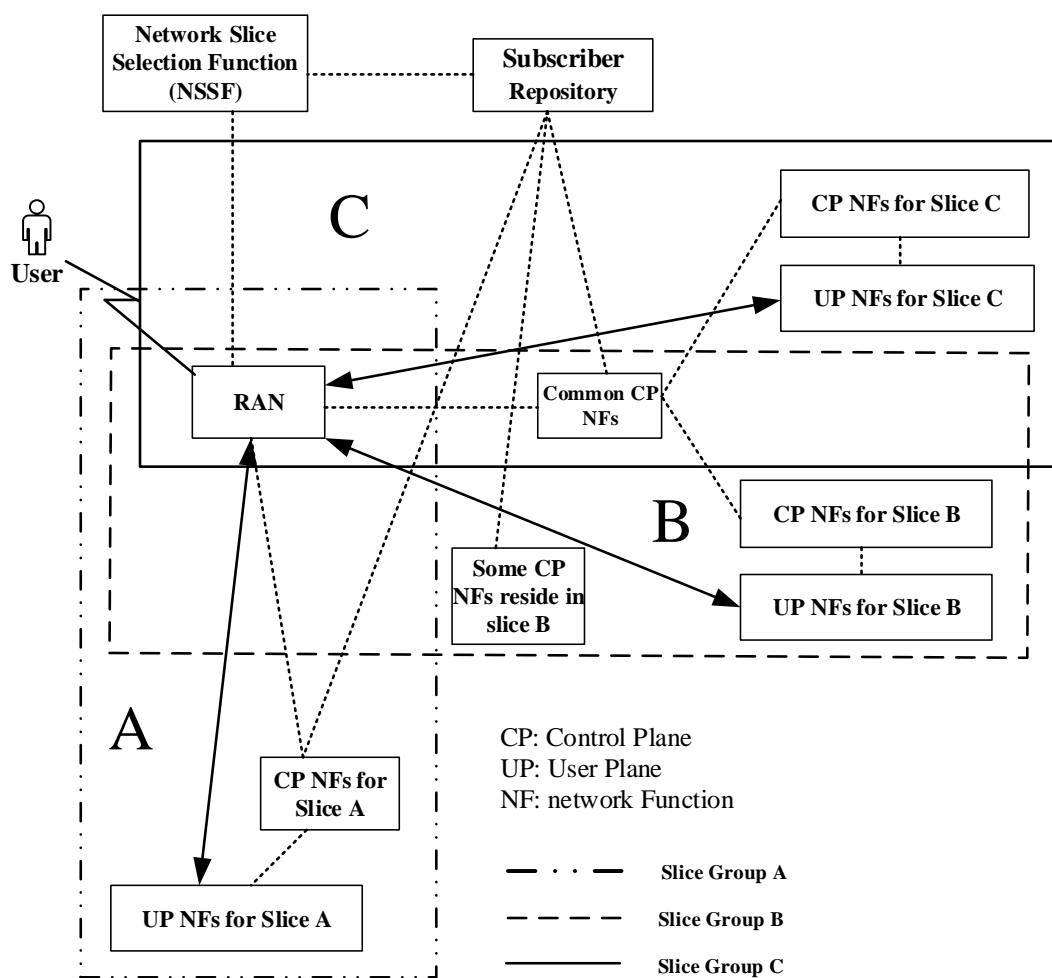 Network Slice
Selection Function
(NSSF)
Subscriber
Repository
C
CP NFs for Slice C
User
UP NFs for Slice C
RAN
Common CP
NFs
B
CP NFs for Slice B
Some CP
NFs reside in
slice B
UP NFs for Slice B
A
CP: Control Plane
UP: User Plane
NF: network Function
CP NFs for
Slice A
UP NFs for Slice A
Slice Group A
Slice Group B
Slice Group C